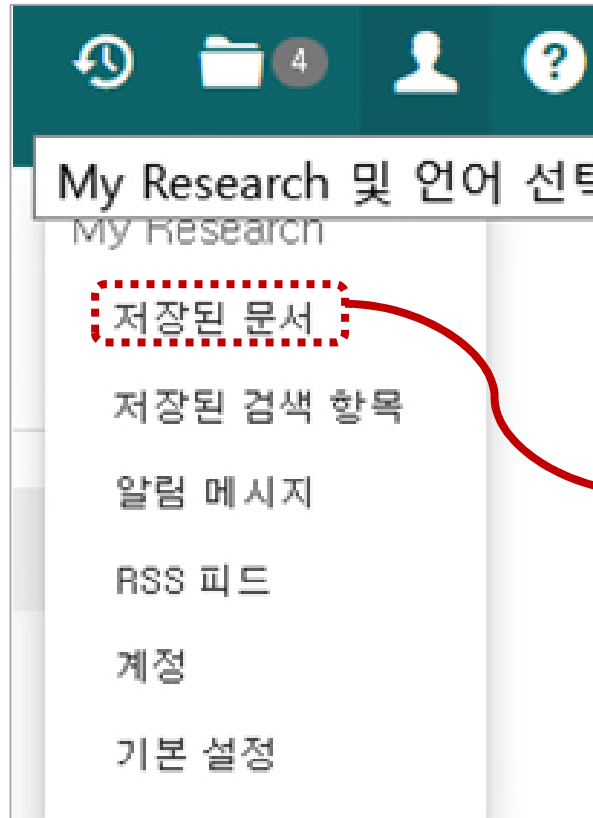 4
?
My Research 및 언어 선택
My Research
저장된 문서
저장된 검색 항목
알림 메시지
RSS 피드
계정
기본 설정